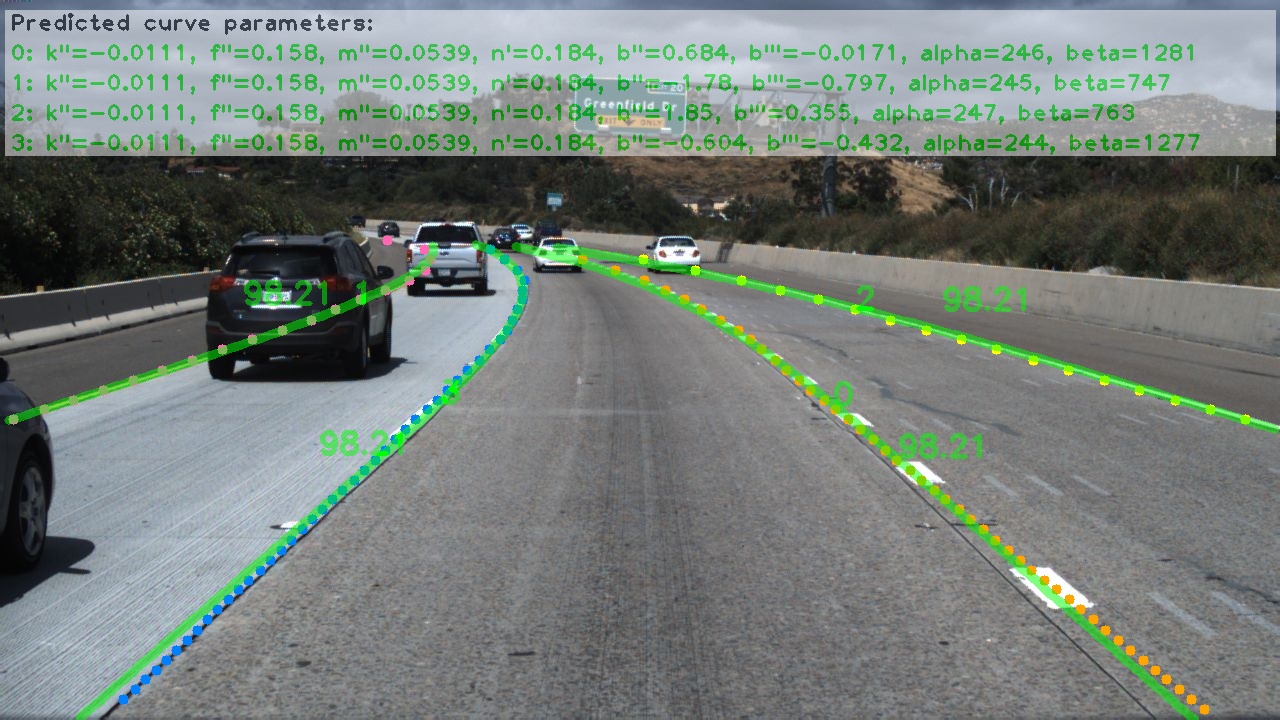 Predicted curve parameters:
0: k''=-0.0111, f''=0.158, m''=0.0539, n'=0.184, b''=0.684, b'''=-0.0171, alpha=246, beta=1281
1: k''=-0.0111, f''=0.158, m''=0.0539, n'=0.184, b''=-1.78, b'''=-0.797, alpha=245, beta=747
2: k''=-0.0111, f''=0.158, m''=0.0539, n'=0.184, b''=1.85, b'''=0.355, alpha=247, beta=763
Greenfield Dr
EXIT ONLY
3: k''=-0.0111, f''=0.158, m''=0.0539, n'=0.184, b''=-0.604, b'''=-0.432, alpha=244, beta=1277
98.21 1
2 98.21
0
98.21
98.21